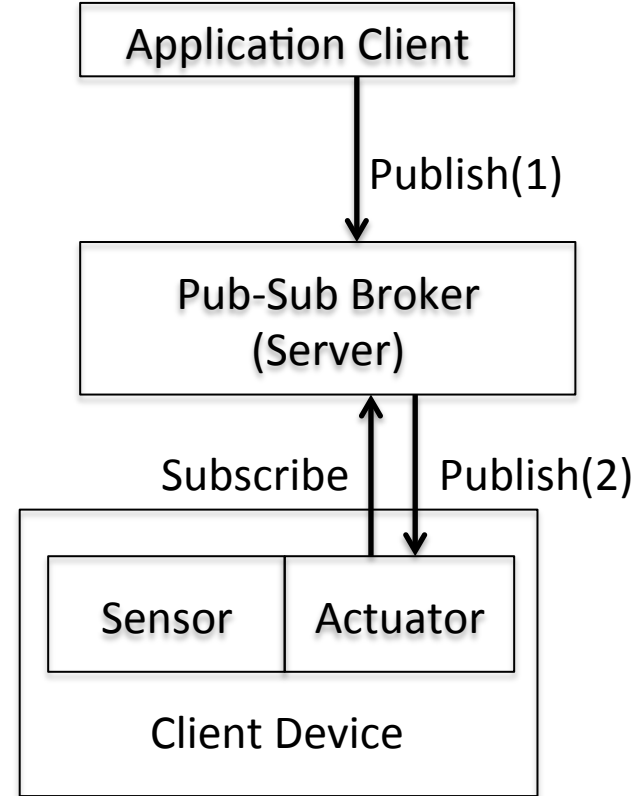 Application Client
Publish(1)
Pub-Sub Broker
(Server)
Subscribe
Publish(2)
Sensor
Actuator
Client Device